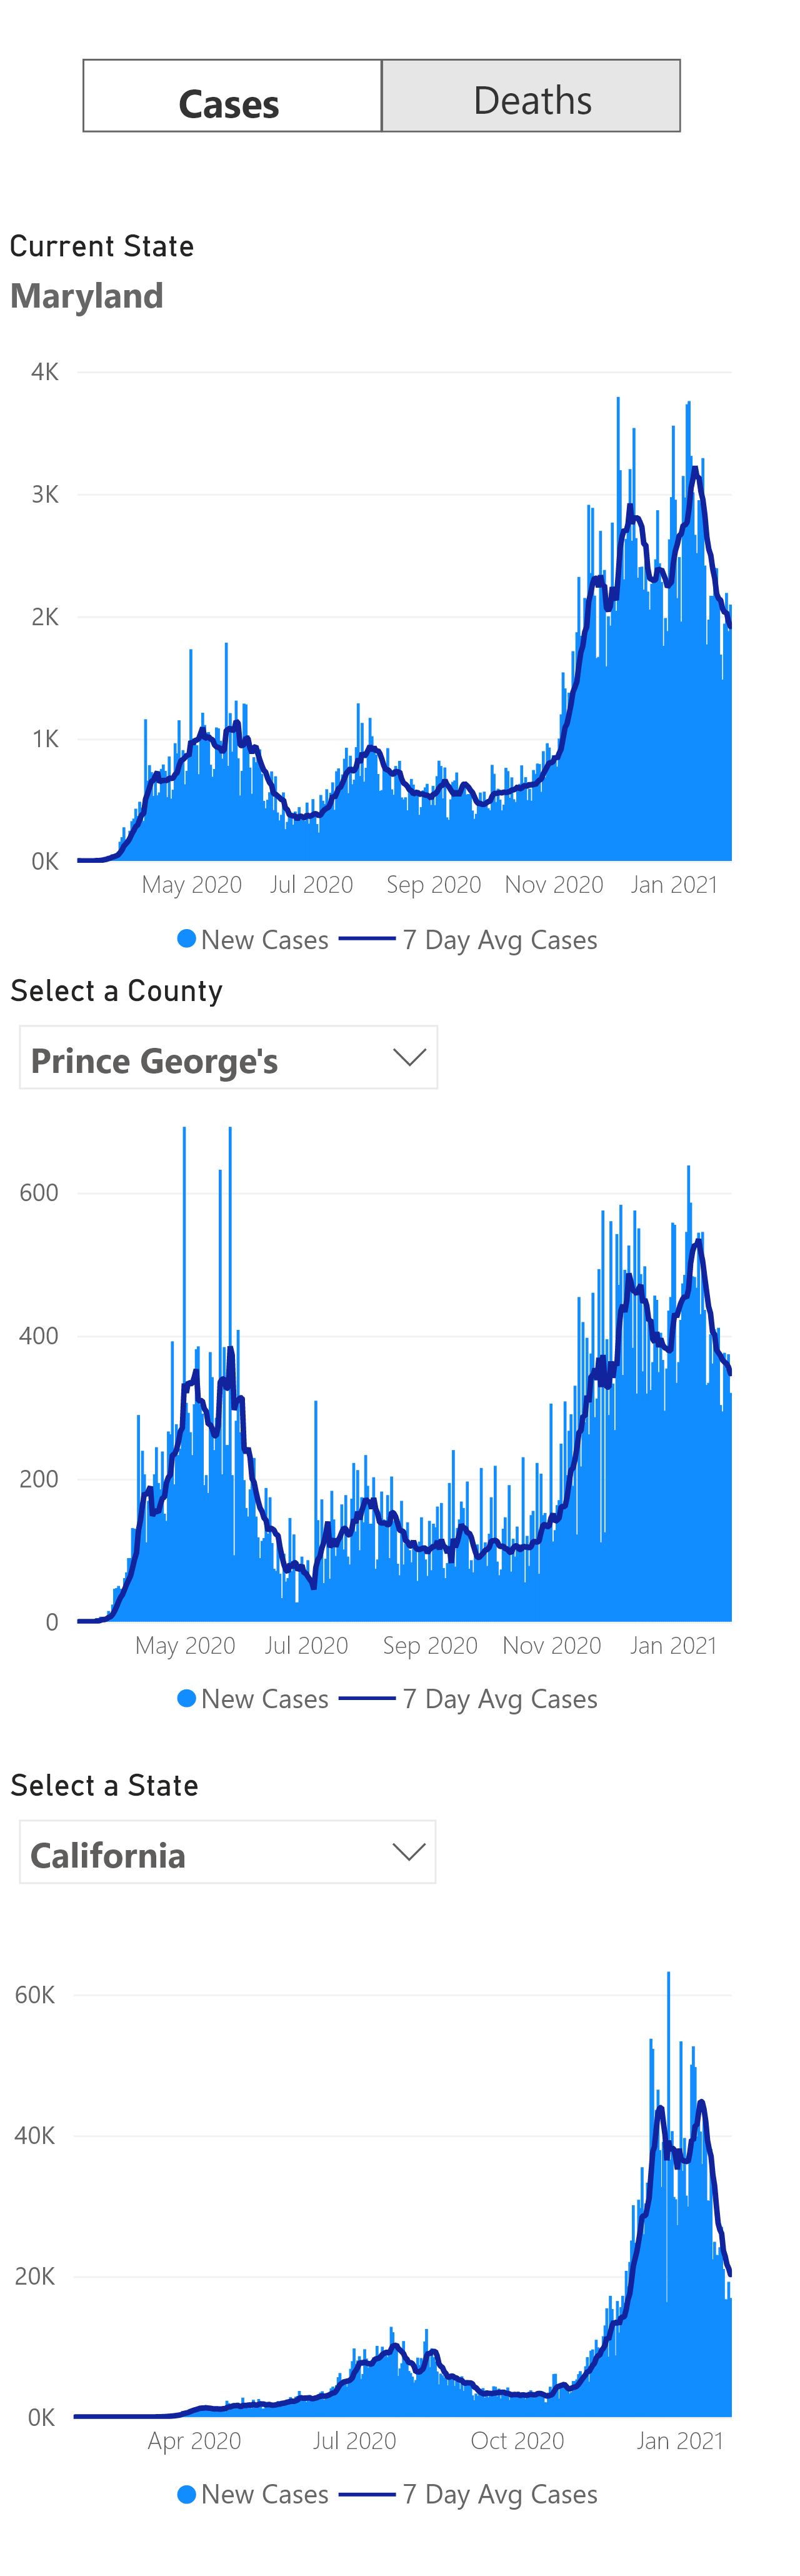 Cases Deaths
Current State
Maryland
4K
3K
2K
1K
0K
May 2020 Jul 2020 Sep 2020 Nov 2020 Jan 2021
New Cases 7 Day Avg Cases
Select a County
Prince George's
600
400
200
0
May 2020 Jul 2020 Sep 2020 Nov 2020 Jan 2021
New Cases 7 Day Avg Cases
Select a State
California
60K
40K
20K
0K
Apr 2020 Jul 2020 Oct 2020 Jan 2021
New Cases 7 Day Avg Cases